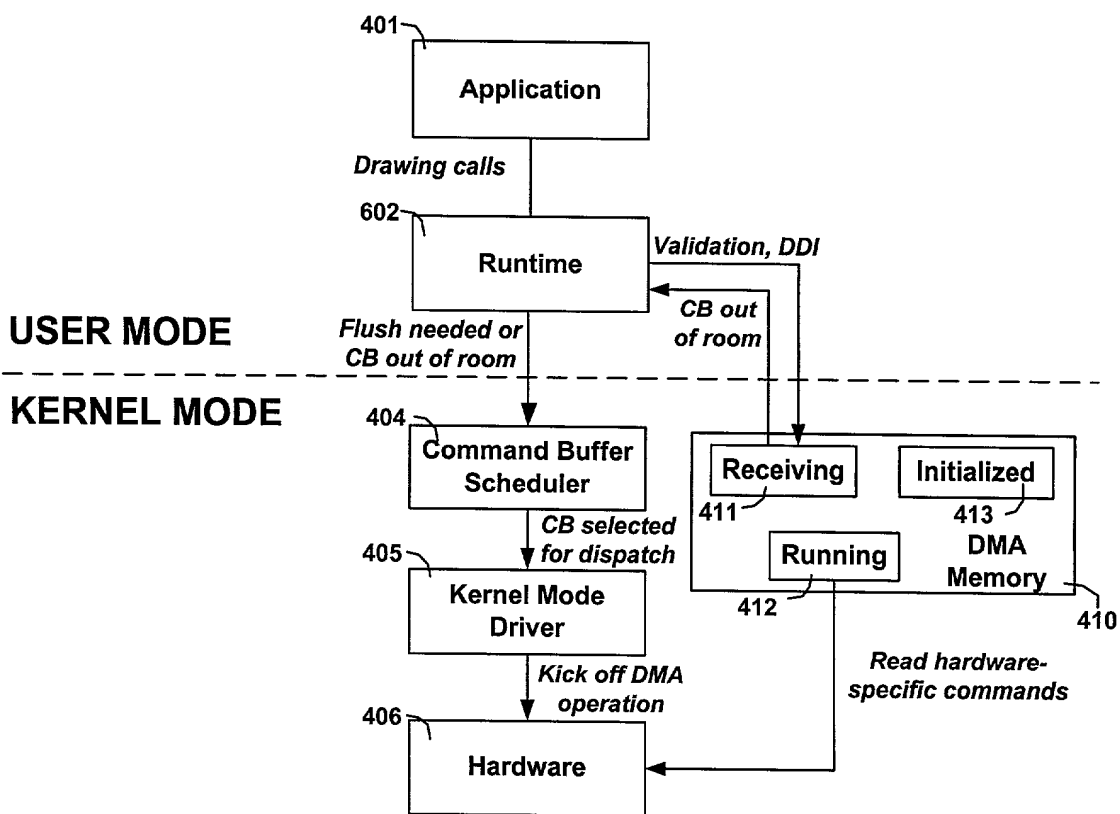 401
Application
Drawing calls
602
Runtime
Validation, DDI
CB out
of room
USER MODE
Flush needed or
CB out of room
KERNEL MODE
404
Command Buffer
Scheduler
Receiving
411
Initialized
413
CB selected
for dispatch
Running
412
DMA
Memory
410
405
Kernel Mode
Driver
Kick off DMA
operation
Read hardware-
specific commands
406
Hardware